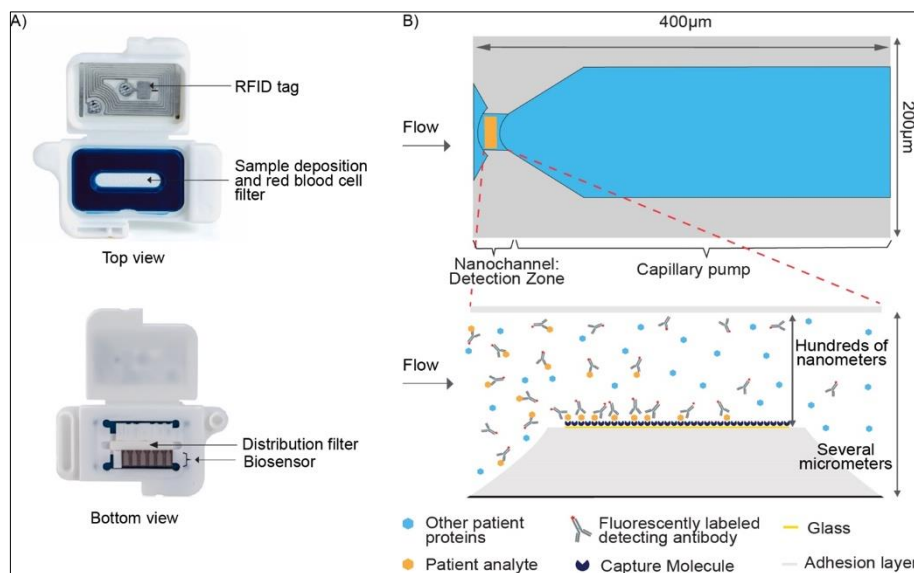 A)
RFID tag
Sample deposition
and red blood cell
filter
Top view
Distribution filter
Biosensor
Bottom view
B)
400µm
200µm
Flow
Nanochannel:
Detection Zone
Capillary pump
Flow
Hundreds of
nanometers
Several
micrometers
Other patient
proteins
Fluorescently labeled
detecting antibody
Glass
Patient analyte
Capture Molecule
Adhesion layer